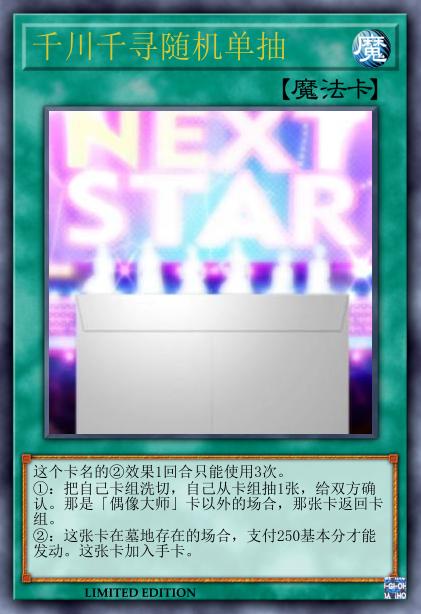 千川千寻随机单抽
魔
【魔法卡】
NEXT
STAR
这个卡名的②效果1回合只能使用3次。
①：把自己卡组洗切，自己从卡组抽1张，给双方确
认。那是「偶像大师」卡以外的场合，那张卡返回卡
组。
②：这张卡在墓地存在的场合，支付250基本分才能
发动。这张卡加入手卡。
LIMITED EDITION